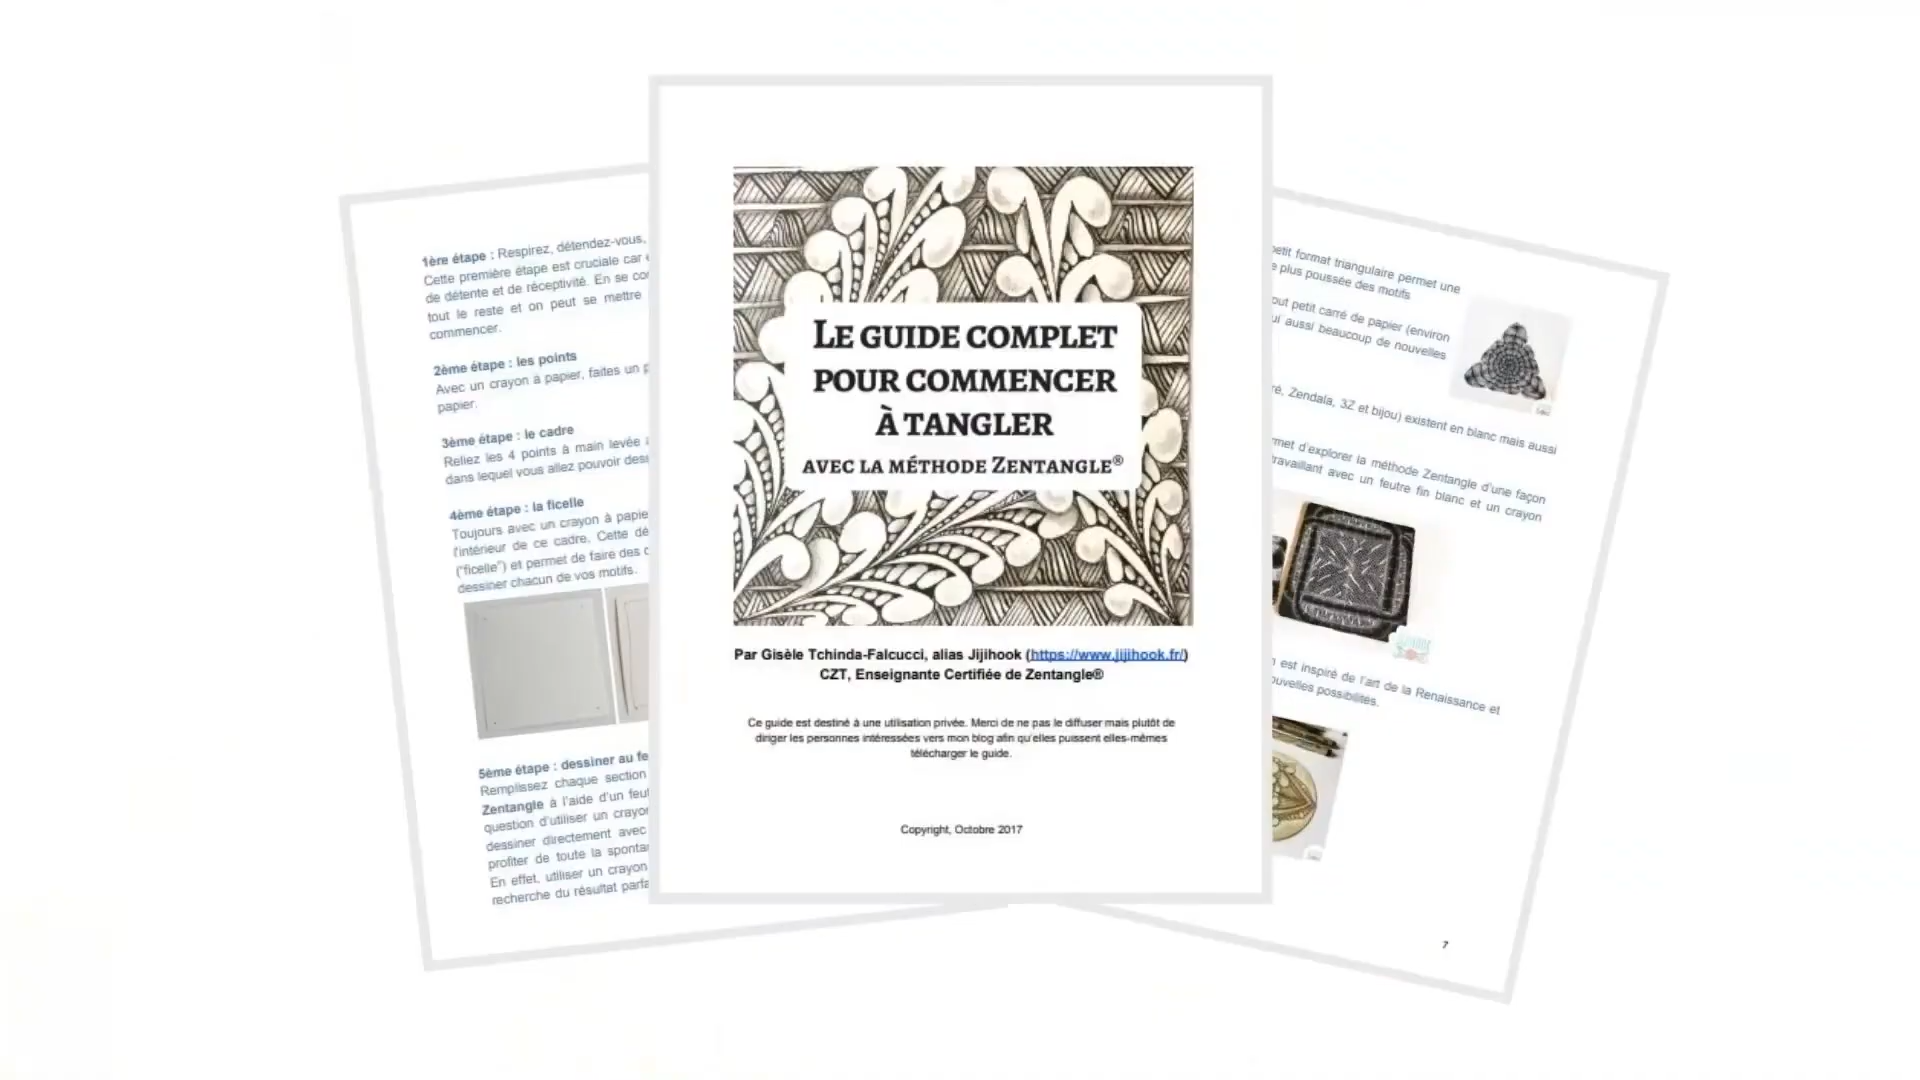 1ère étape : Respirez, détendez-vous,
Cette première étape est cruciale car
de détente et de réceptivité. En se
tout le reste et on peut se mettre
commencer.
2ème étape : les points
Avec un crayon à papier, faites un
papier.
3ème étape : le cadre
Reliez les 4 points à main levée
dans lequel vous allez pouvoir
4ème étape : la ficelle
Toujours avec un crayon à
l'intérieur de ce cadre. Cette
("ficelle") et permet de faire des
dessiner chacun de vos motifs.
5ème étape : dessiner au
Remplissez chaque section
Zentangle à l'aide d'un
question d'utiliser un
dessiner directement avec
profiter de toute la
En effet, utiliser un crayon
recherche du résultat
LE GUIDE COMPLET
POUR COMMENCER
À TANGLER
AVEC LA MÉTHODE ZENTANGLE®
Par Gisèle Tchinda-Falcucci, alias Jijihook (https://www.jijihook.fr/)
CZT, Enseignante Certifiée de Zentangle®
Ce guide est destiné à une utilisation privée. Merci de ne pas le diffuser mais plutôt de
diriger les personnes intéressées vers mon blog afin qu'elles puissent elles-mêmes
télécharger le guide.
Copyright, Octobre 2017
petit format triangulaire permet une
plus poussée des motifs
petit carré de papier (environ
aussi beaucoup de nouvelles
Zendala, 3Z et bijou) existent en blanc mais aussi
d'explorer la méthode Zentangle d'une façon
travaillant avec un feutre fin blanc et un crayon
est inspiré de l'art de la Renaissance et
nouvelles possibilités.
7